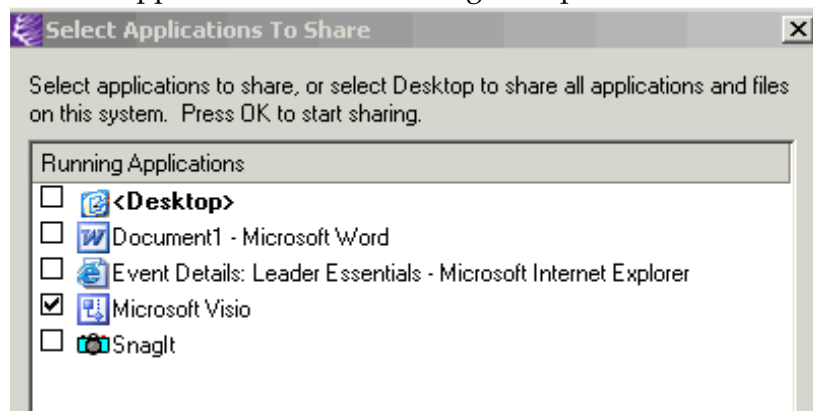 Select Applications To Share
Select applications to share, or select Desktop to share all applications and files
on this system. Press OK to start sharing.
Running Applications
<Desktop>
Document1 - Microsoft Word
Event Details: Leader Essentials - Microsoft Internet Explorer
Microsoft Visio
SnagIt